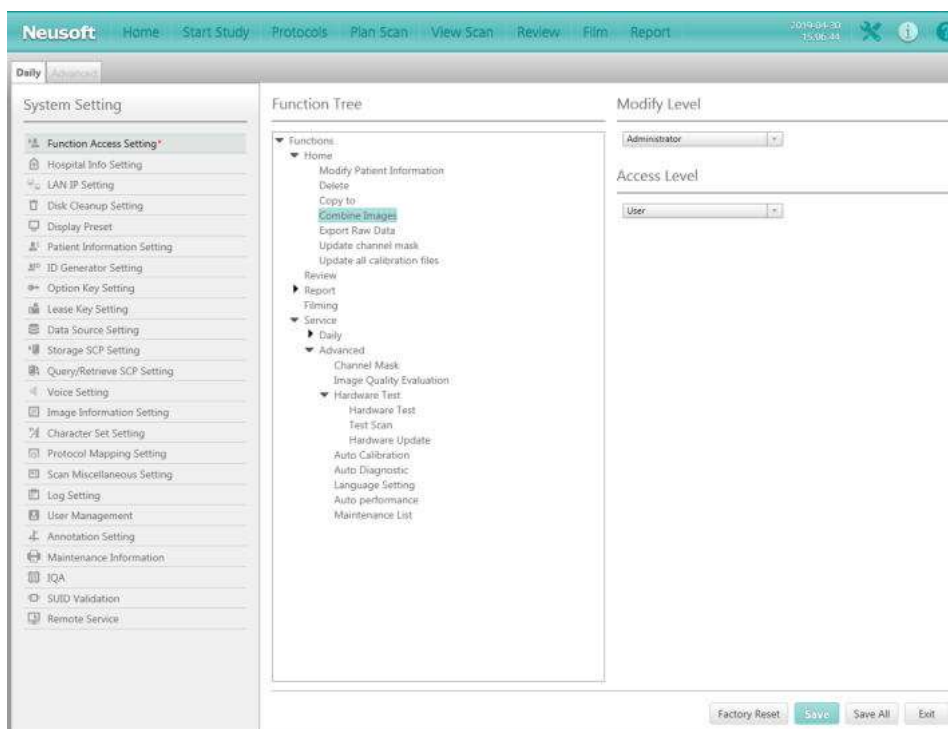 Neusoft Home Start Study Protocols Plan Scan View Scan Review Film Report 2019-04-30
15:06:44
Daily Advanced
System Setting
Function Access Setting*
Hospital Info Setting
LAN IP Setting
Disk Cleanup Setting
Display Preset
Patient Information Setting
ID Generator Setting
Option Key Setting
Lease Key Setting
Data Source Setting
Storage SCP Setting
Query/Retrieve SCP Setting
Voice Setting
Image Information Setting
Character Set Setting
Protocol Mapping Setting
Scan Miscellaneous Setting
Log Setting
User Management
Annotation Setting
Maintenance Information
IQA
SUID Validation
Remote Service
Function Tree
Functions
Home
Modify Patient Information
Delete
Copy to
Combine Images
Export Raw Data
Update channel mask
Update all calibration files
Review
Report
Filming
Service
Daily
Advanced
Channel Mask
Image Quality Evaluation
Hardware Test
Hardware Test
Test Scan
Hardware Update
Auto Calibration
Auto Diagnostic
Language Setting
Auto performance
Maintenance List
Modify Level
Administrator
Access Level
User
Factory Reset Save Save All Exit